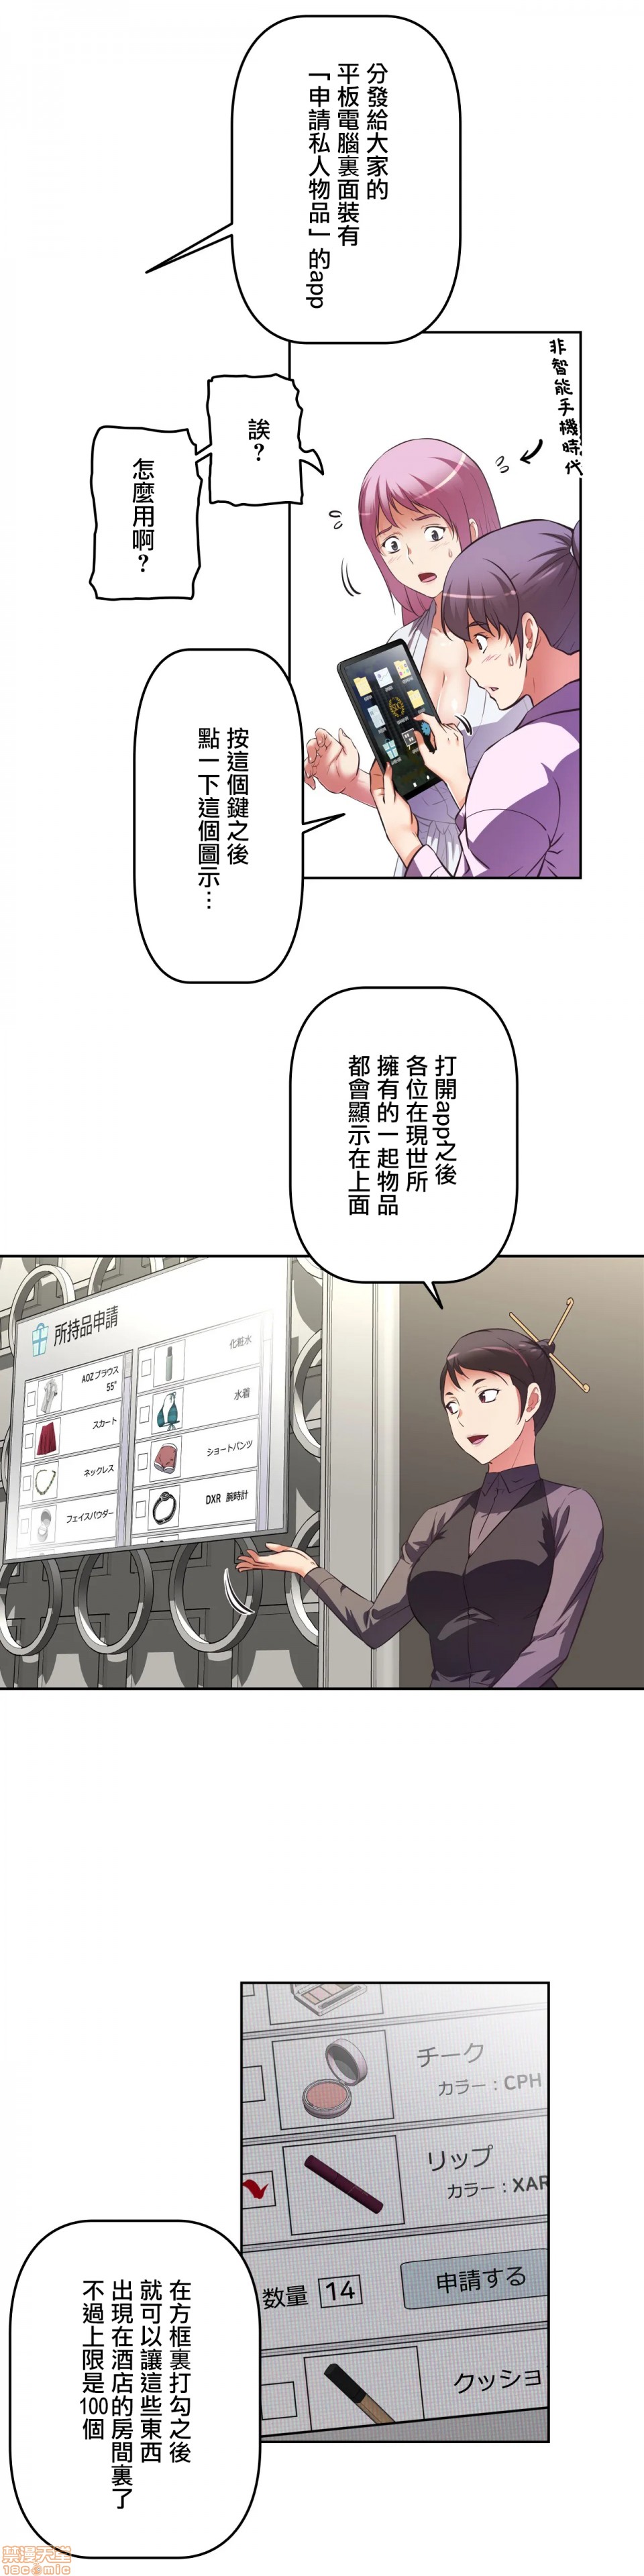 分發給大家的
平板電腦裏面裝有
「申請私人物品」的app
非智能手機時代
誒?
怎麼用啊?
按這個鍵之後
點一下這個圖示…
打開app之後
各位在現世所
擁有的一起物品
都會顯示在上面
所持品申請
AOZ ブラウス
55"
スカート
ネックレス
フェイスパウダー
化粧水
水着
ショートパンツ
DXR 腕時計
チーク
カラー：CPH
リップ
カラー：XAR
数量 14
申請する
クッショ
在方框裏打勾之後
就可以讓這些東西
出現在酒店的房間裏了
不過上限是100個
禁漫天堂
18comic